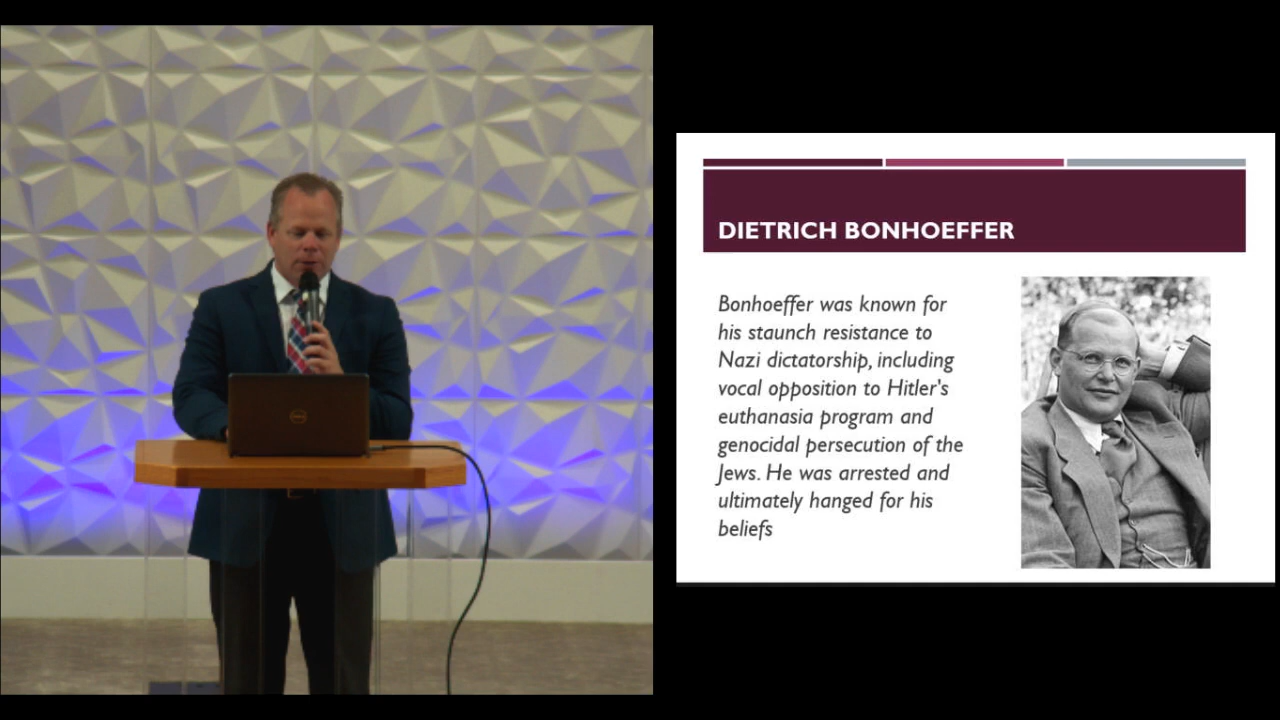 DIETRICH BONHOEFFER
Bonhoeffer was known for
his staunch resistance to
Nazi dictatorship, including
vocal opposition to Hitler's
euthanasia program and
genocidal persecution of the
Jews. He was arrested and
ultimately hanged for his
beliefs
DELL